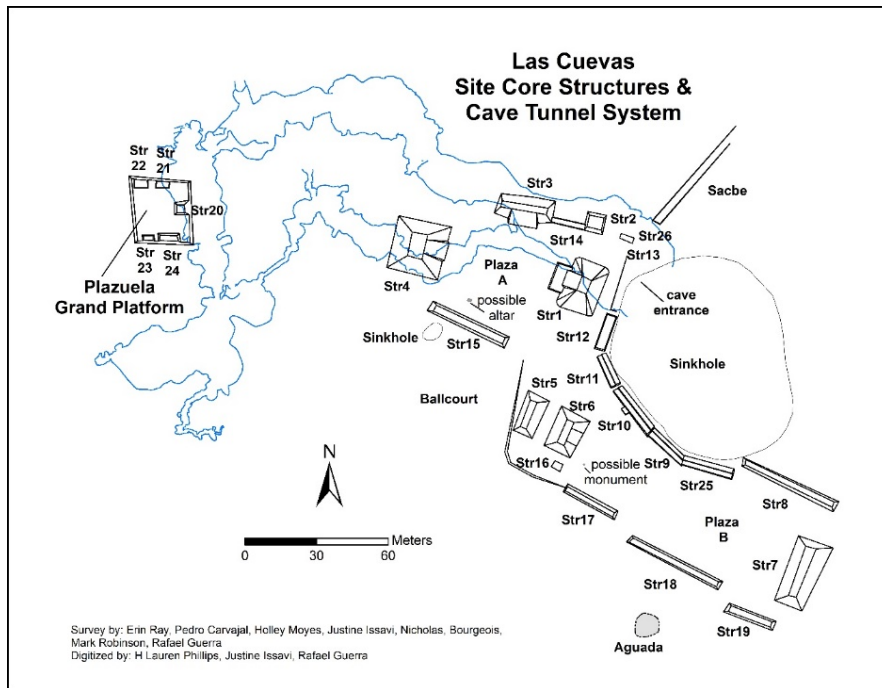 Las Cuevas
Site Core Structures &
Cave Tunnel System
Str
22
Str
21
Str20
Str
23
Str
24
Plazuela
Grand Platform
Str3
Str2
Str14
Str26
Str13
Sacbe
Str4
Plaza
A
possible
altar
Str1
cave
entrance
Str12
Sinkhole
Str15
Str11
Sinkhole
Ballcourt
Str5
Str6
Str10
Str16
possible
monument
Str9
Str25
Str8
Str17
Plaza
B
Str7
Str18
Str19
Aguada
N
Meters
0 30 60
Survey by: Erin Ray, Pedro Carvajal, Holley Moyes, Justine Issavi, Nicholas, Bourgeois,
Mark Robinson, Rafael Guerra
Digitized by: H Lauren Phillips, Justine Issavi, Rafael Guerra